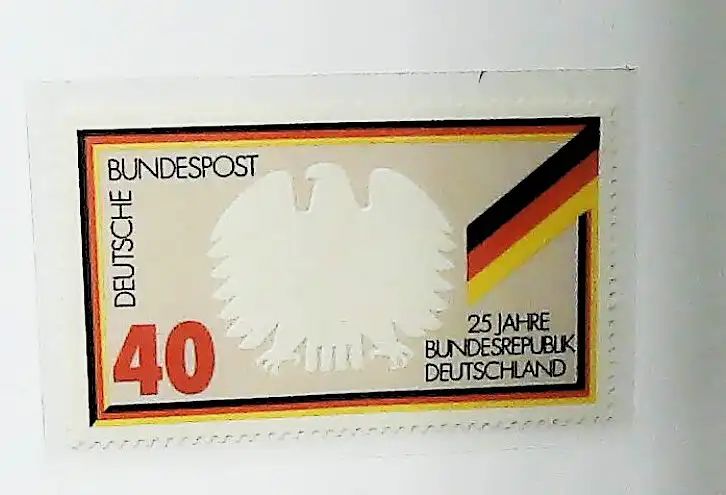 DEUTSCHE
BUNDESPOST
40
25 JAHRE
BUNDESREPUBLIK
DEUTSCHLAND